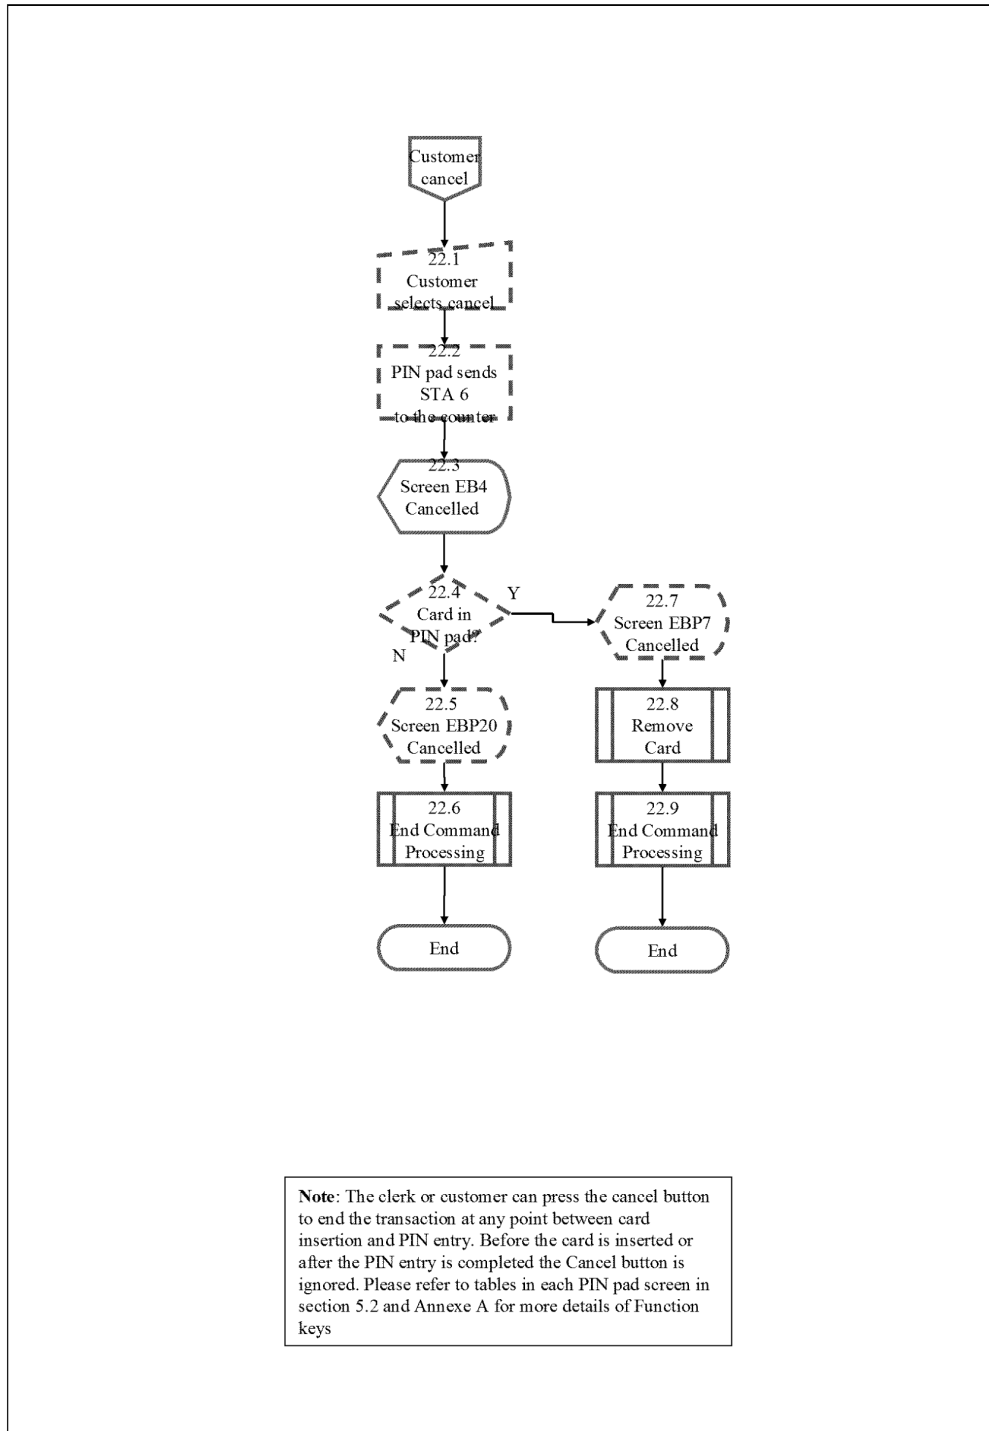 Customer
cancel
22.1
Customer
selects cancel
22.2
PIN pad sends
STA 6
to the counter
22.3
Screen EB4
Cancelled
22.4
Card in
PIN pad?
Y
N
22.7
Screen EBP7
Cancelled
22.5
Screen EBP20
Cancelled
22.8
Remove
Card
22.6
End Command
Processing
22.9
End Command
Processing
End
End
Note: The clerk or customer can press the cancel button
to end the transaction at any point between card
insertion and PIN entry. Before the card is inserted or
after the PIN entry is completed the Cancel button is
ignored. Please refer to tables in each PIN pad screen in
section 5.2 and Annexe A for more details of Function
keys